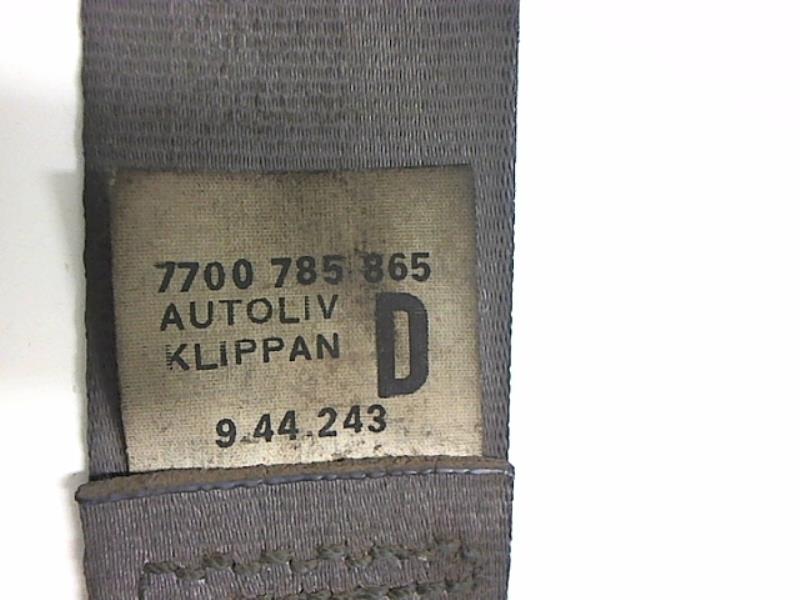 7700 785 865
AUTOLIV
KLIPPAN
D
9.44.243